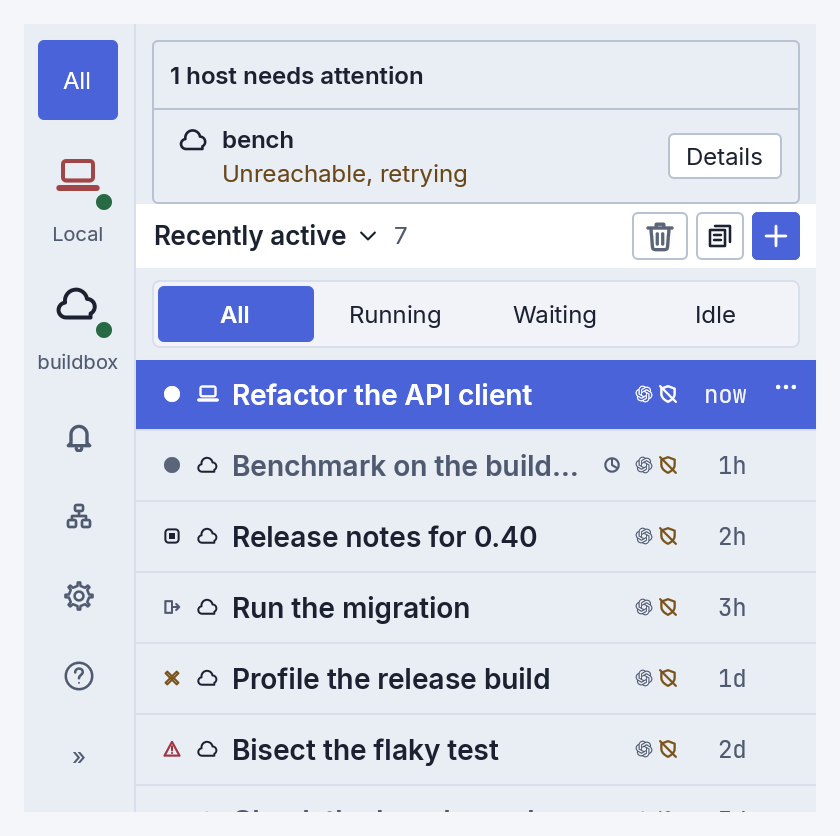 All
Local
buildbox
1 host needs attention
bench
Unreachable, retrying
Details
Recently active 7
All Running Waiting Idle
Refactor the API client now
Benchmark on the build... 1h
Release notes for 0.40 2h
Run the migration 3h
Profile the release build 1d
Bisect the flaky test 2d